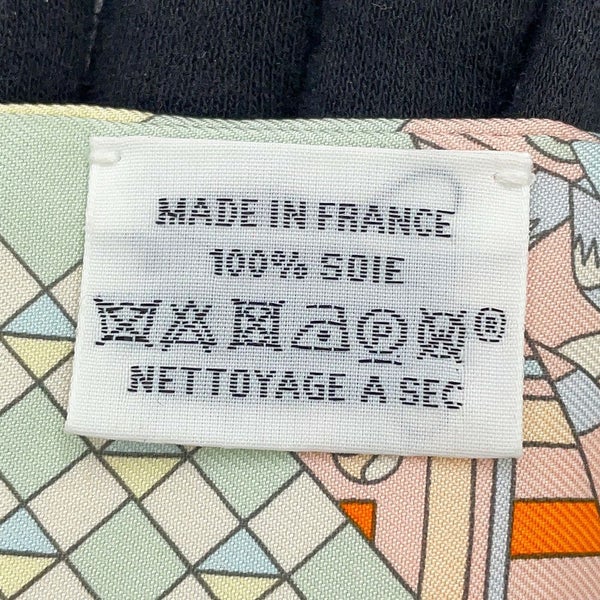 MADE IN FRANCE
100% SOIE
NETTOYAGE A SEC